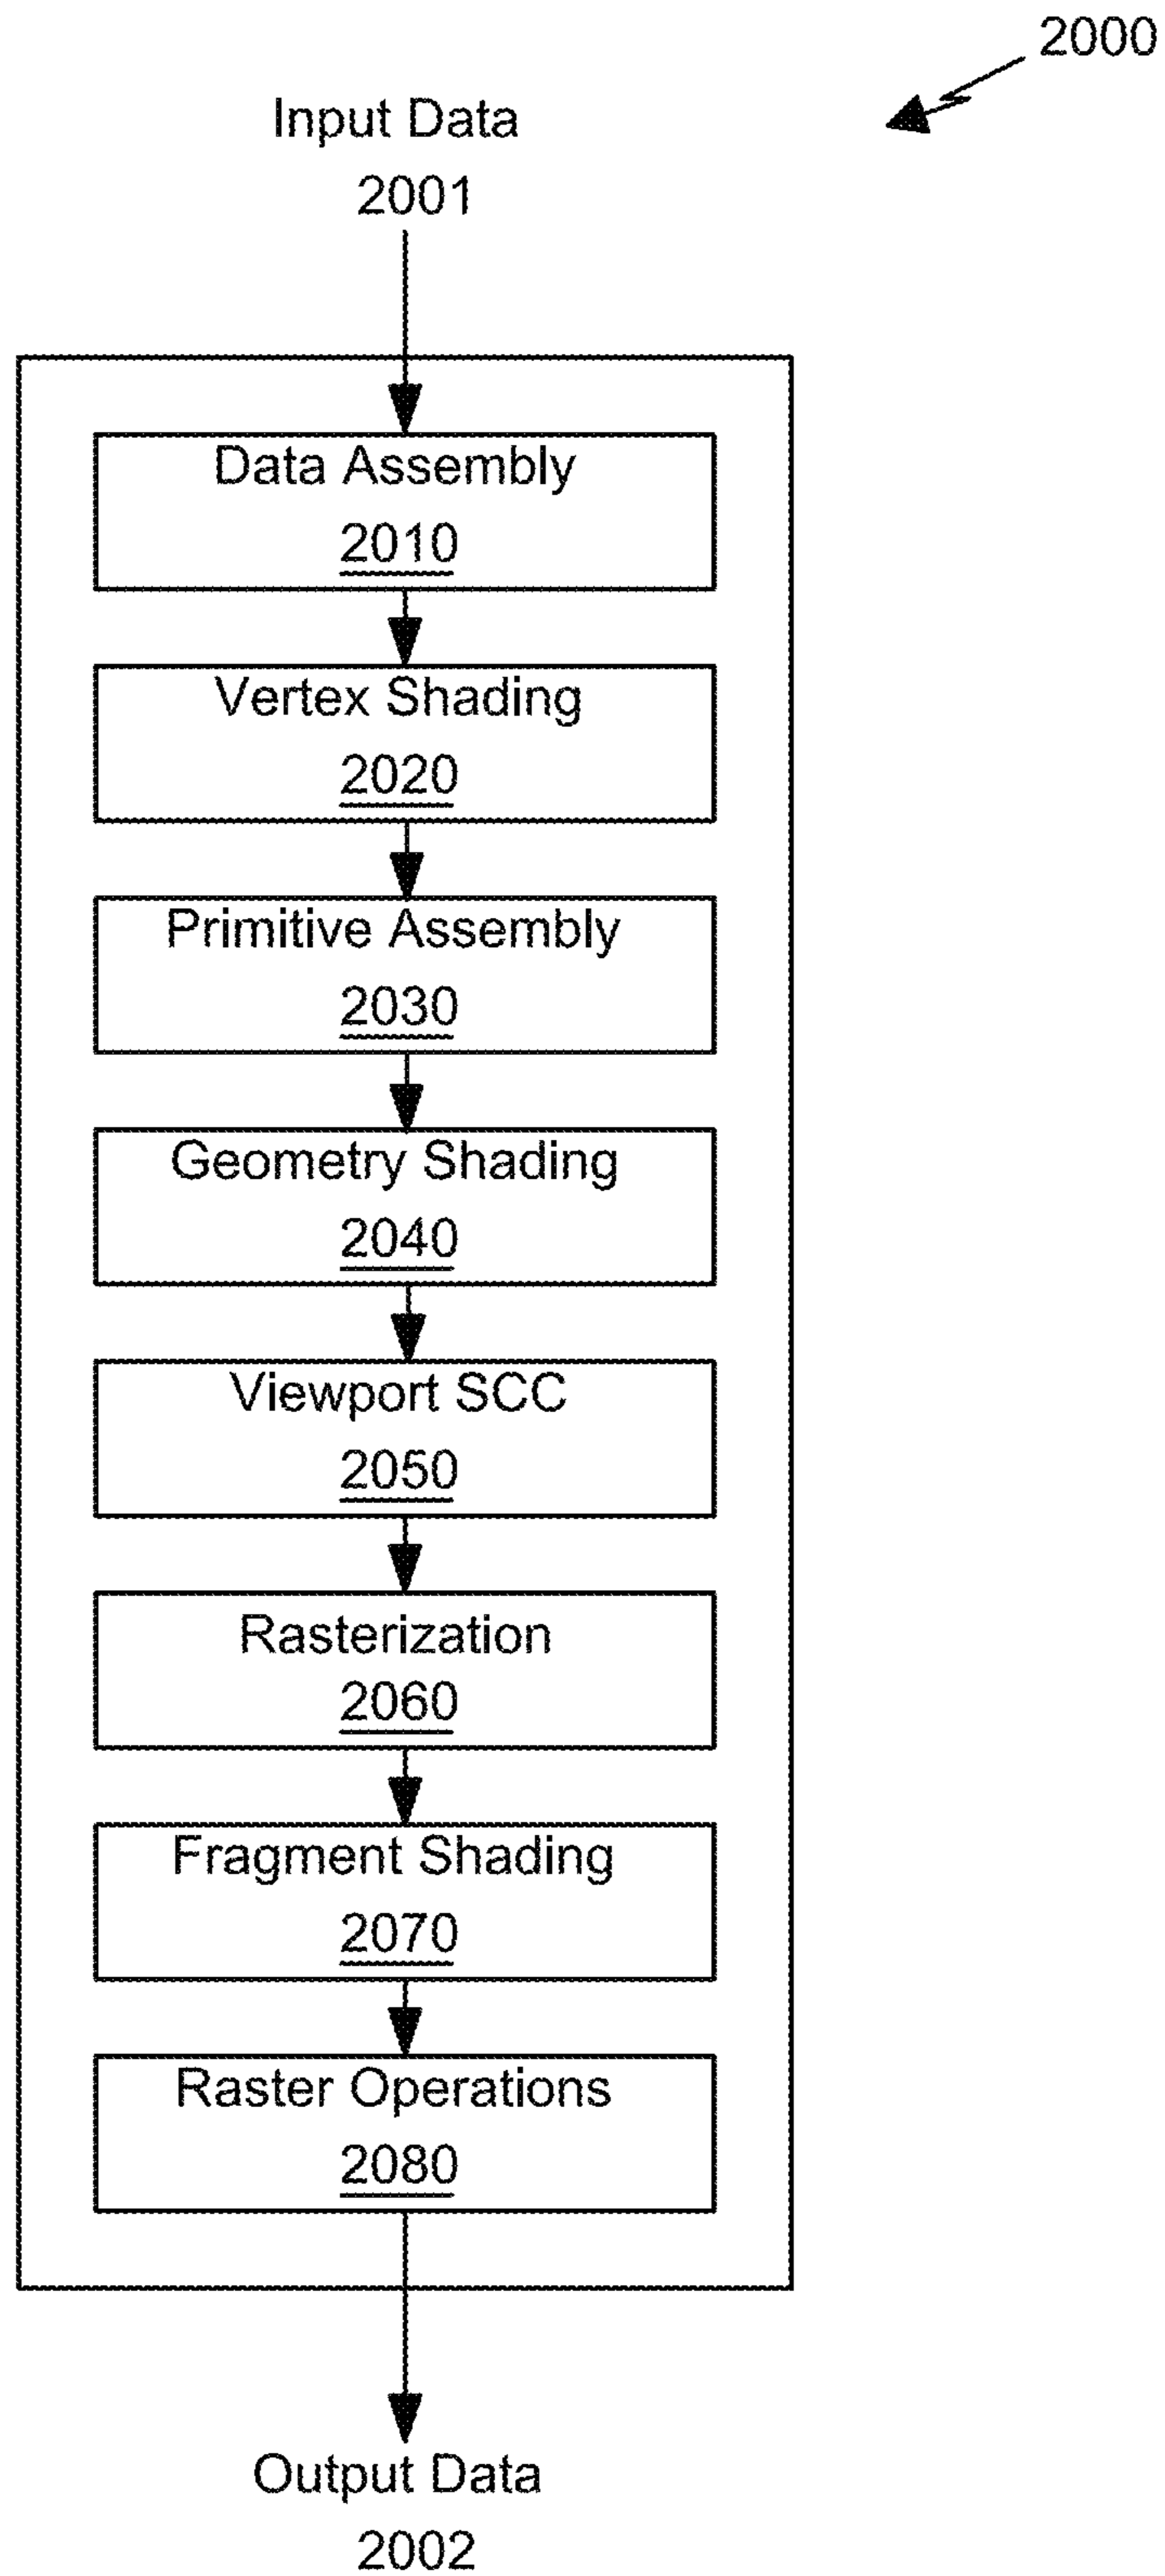 2000
Input Data
2001
Data Assembly
2010
Vertex Shading
2020
Primitive Assembly
2030
Geometry Shading
2040
Viewport SCC
2050
Rasterization
2060
Fragment Shading
2070
Raster Operations
2080
Output Data
2002